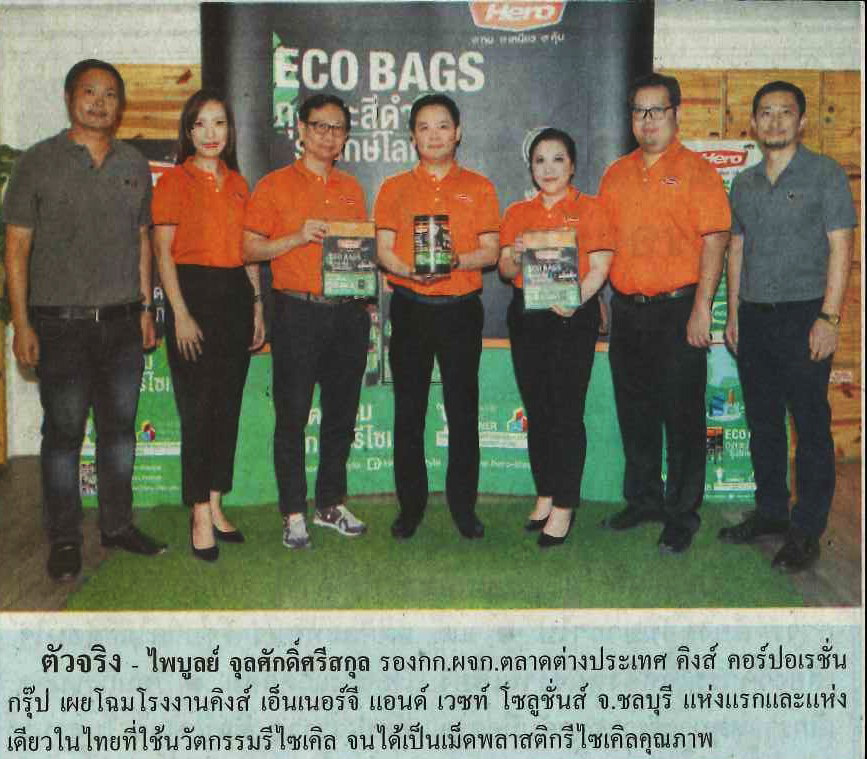 Hero
ECO BAGS
ตัวจริง - ไพบูลย์ จุลศักดิ์ศรีสกุล รองกก.ผจก.ตลาดต่างประเทศ คิงส์ คอร์ปอเรชั่น
กรุ๊ป เผยโฉมโรงงานคิงส์ เอ็นเนอร์จี แอนด์ เวซท์ โซลูชั่นส์ จ.ชลบุรี แห่งแรกและแห่ง
เดียวในไทยที่ใช้นวัตกรรมรีไซเคิล จนได้เป็นเม็ดพลาสติกรีไซเคิลคุณภาพ